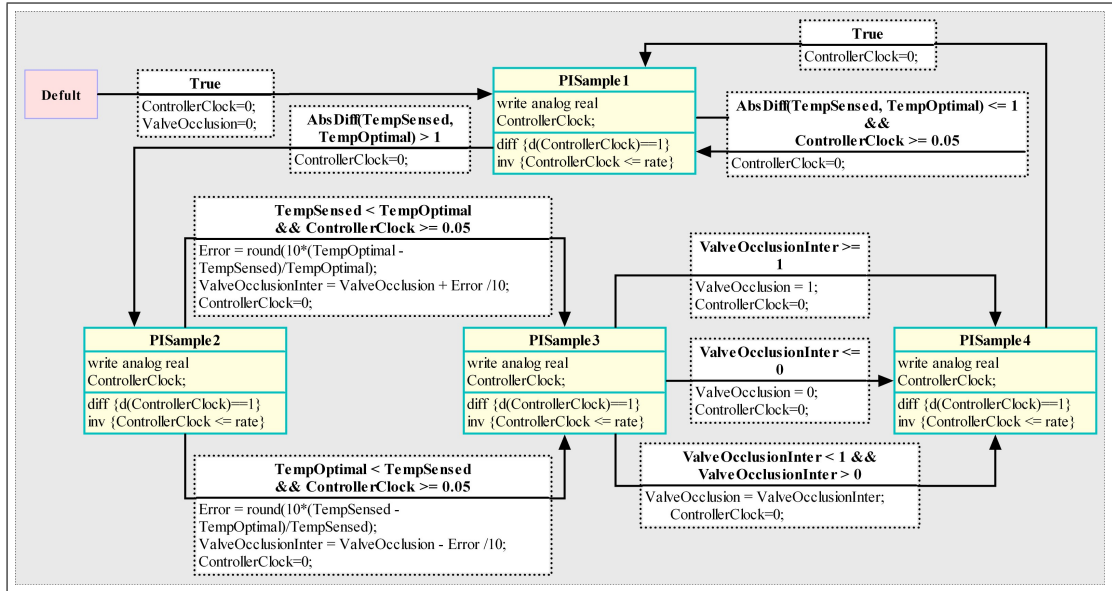 True
ControllerClock=0;
Defult
True
ControllerClock=0;
ValveOcclusion=0;
PISample1
write analog real
ControllerClock;
diff {d(ControllerClock)==1}
inv {ControllerClock <= rate}
AbsDiff(TempSensed, TempOptimal) <= 1
&&
ControllerClock >= 0.05
ControllerClock=0;
AbsDiff(TempSensed,
TempOptimal) > 1
ControllerClock=0;
TempSensed < TempOptimal
&& ControllerClock >= 0.05
Error = round(10*(TempOptimal -
TempSensed)/TempOptimal);
ValveOcclusionInter = ValveOcclusion + Error /10;
ControllerClock=0;
ValveOcclusionInter >=
1
ValveOcclusion = 1;
ControllerClock=0;
PISample2
write analog real
ControllerClock;
diff {d(ControllerClock)==1}
inv {ControllerClock <= rate}
PISample3
write analog real
ControllerClock;
diff {d(ControllerClock)==1}
inv {ControllerClock <= rate}
ValveOcclusionInter <=
0
ValveOcclusion = 0;
ControllerClock=0;
PISample4
write analog real
ControllerClock;
diff {d(ControllerClock)==1}
inv {ControllerClock <= rate}
TempOptimal < TempSensed
&& ControllerClock >= 0.05
Error = round(10*(TempSensed -
TempOptimal)/TempSensed);
ValveOcclusionInter = ValveOcclusion - Error /10;
ControllerClock=0;
ValveOcclusionInter < 1 &&
ValveOcclusionInter > 0
ValveOcclusion = ValveOcclusionInter;
ControllerClock=0;